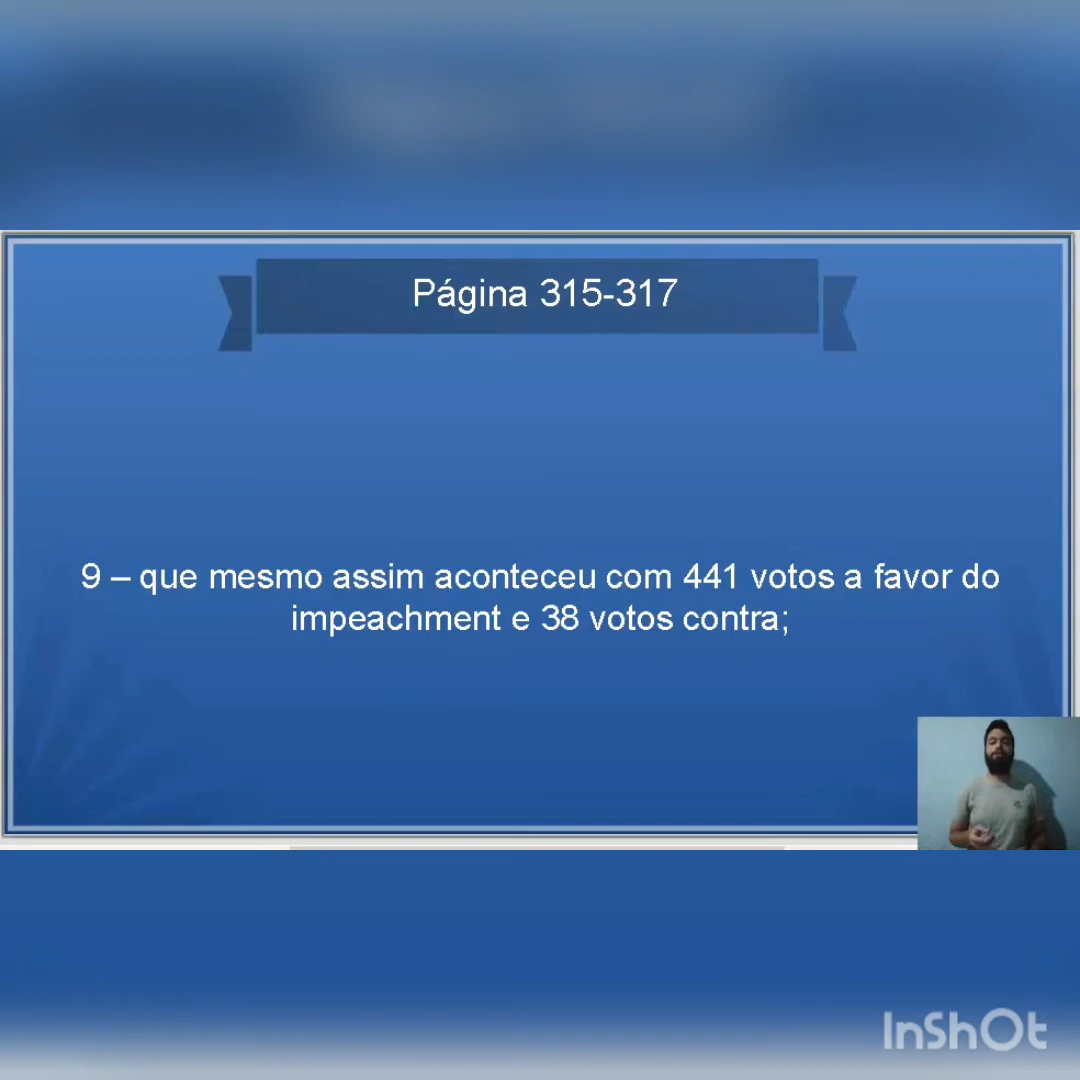 Página 315-317
9 – que mesmo assim aconteceu com 441 votos a favor do
impeachment e 38 votos contra;
InShOt